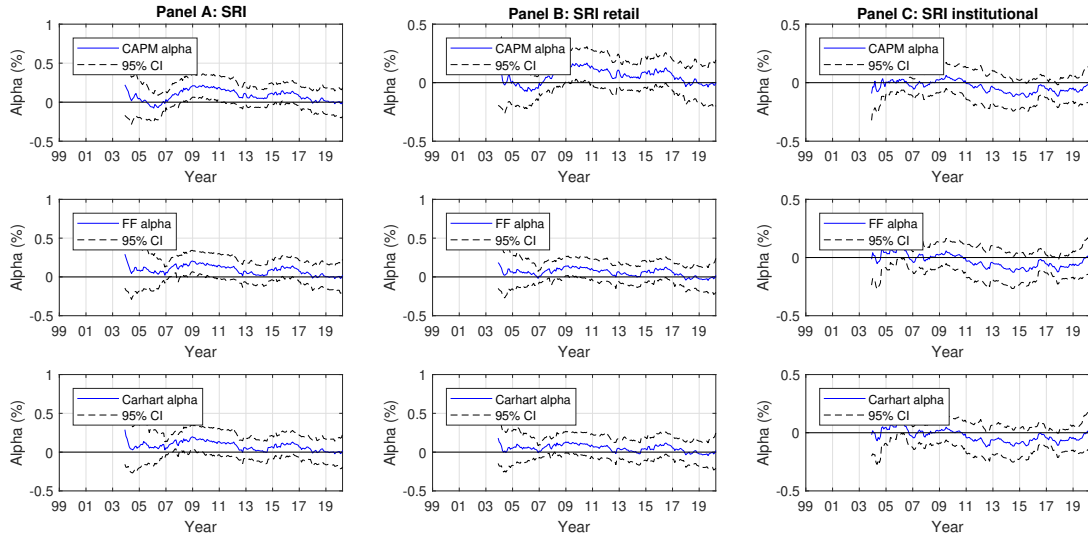 Panel A: SRI
Panel B: SRI retail
Panel C: SRI institutional
1
0.5
0
-0.5
Alpha (%)
CAPM alpha
95% CI
99 01 03 05 07 09 11 13 15 17 19
Year
0.5
0
-0.5
Alpha (%)
CAPM alpha
95% CI
99 01 03 05 07 09 11 13 15 17 19
Year
0.5
0
-0.5
Alpha (%)
CAPM alpha
95% CI
99 01 03 05 07 09 11 13 15 17 19
Year
1
0.5
0
-0.5
Alpha (%)
FF alpha
95% CI
99 01 03 05 07 09 11 13 15 17 19
Year
1
0.5
0
-0.5
Alpha (%)
FF alpha
95% CI
99 01 03 05 07 09 11 13 15 17 19
Year
0.5
0
-0.5
Alpha (%)
FF alpha
95% CI
99 01 03 05 07 09 11 13 15 17 19
Year
1
0.5
0
-0.5
Alpha (%)
Carhart alpha
95% CI
99 01 03 05 07 09 11 13 15 17 19
Year
1
0.5
0
-0.5
Alpha (%)
Carhart alpha
95% CI
99 01 03 05 07 09 11 13 15 17 19
Year
0.5
0
-0.5
Alpha (%)
Carhart alpha
95% CI
99 01 03 05 07 09 11 13 15 17 19
Year